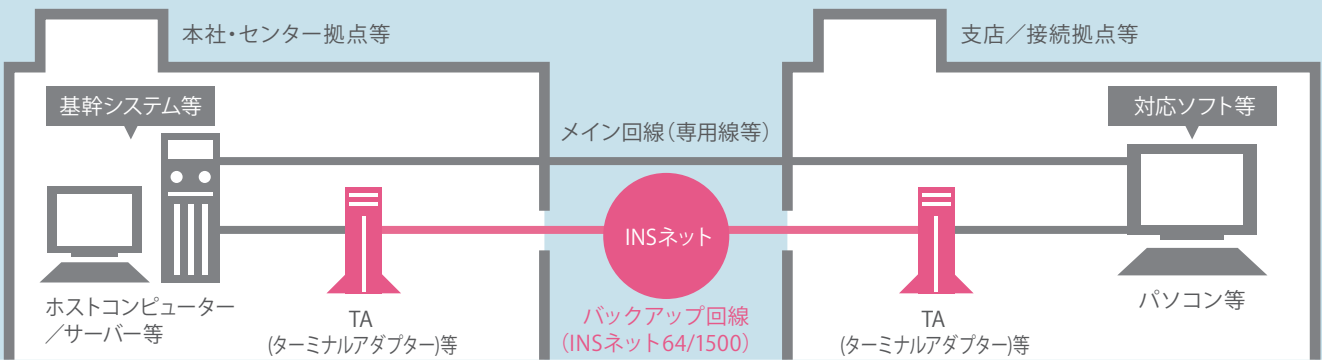 本社・センター拠点等
支店／接続拠点等
基幹システム等
対応ソフト等
メイン回線（専用線等）
INSネット
ホストコンピューター
／サーバー等
TA
(ターミナルアダプター)等
バックアップ回線
（INSネット64/1500）
TA
(ターミナルアダプター)等
パソコン等